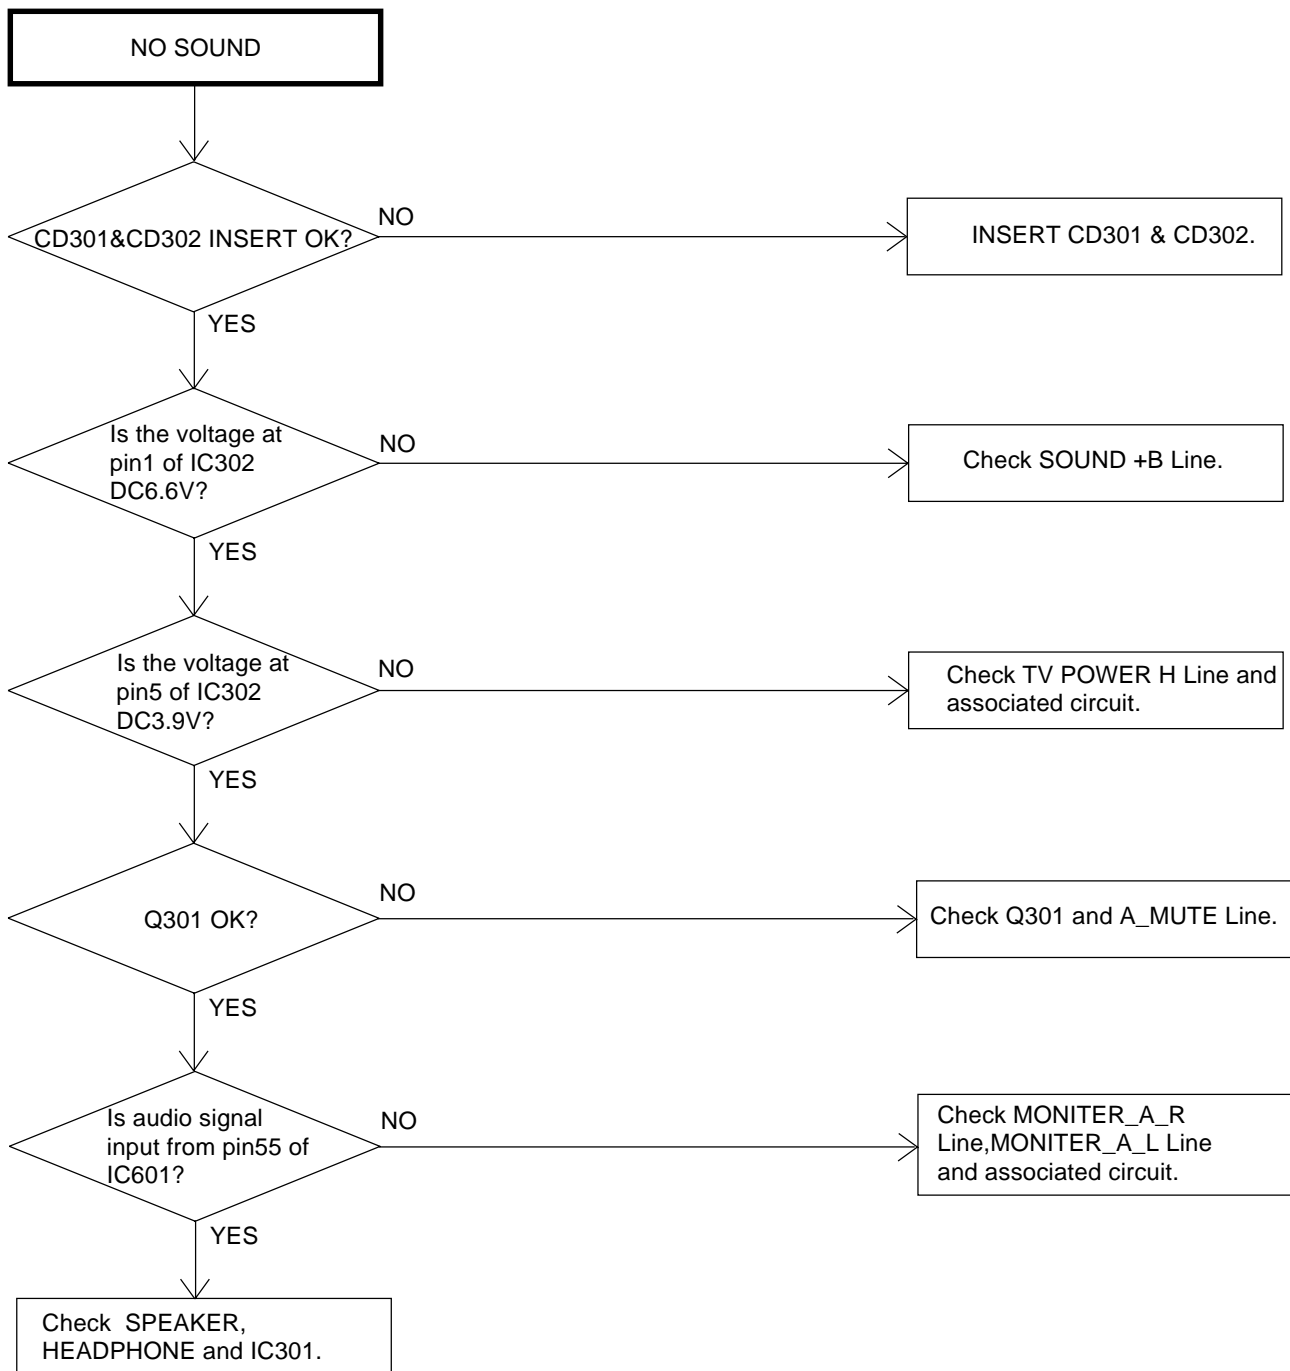 NO SOUND
CD301&CD302 INSERT OK?
NO
INSERT CD301 & CD302.
YES
Is the voltage at
pin1 of IC302
DC6.6V?
NO
Check SOUND +B Line.
YES
Is the voltage at
pin5 of IC302
DC3.9V?
NO
Check TV POWER H Line and
associated circuit.
YES
Q301 OK?
NO
Check Q301 and A_MUTE Line.
YES
Is audio signal
input from pin55 of
IC601?
NO
Check MONITER_A_R
Line,MONITER_A_L Line
and associated circuit.
YES
Check  SPEAKER,
HEADPHONE and IC301.